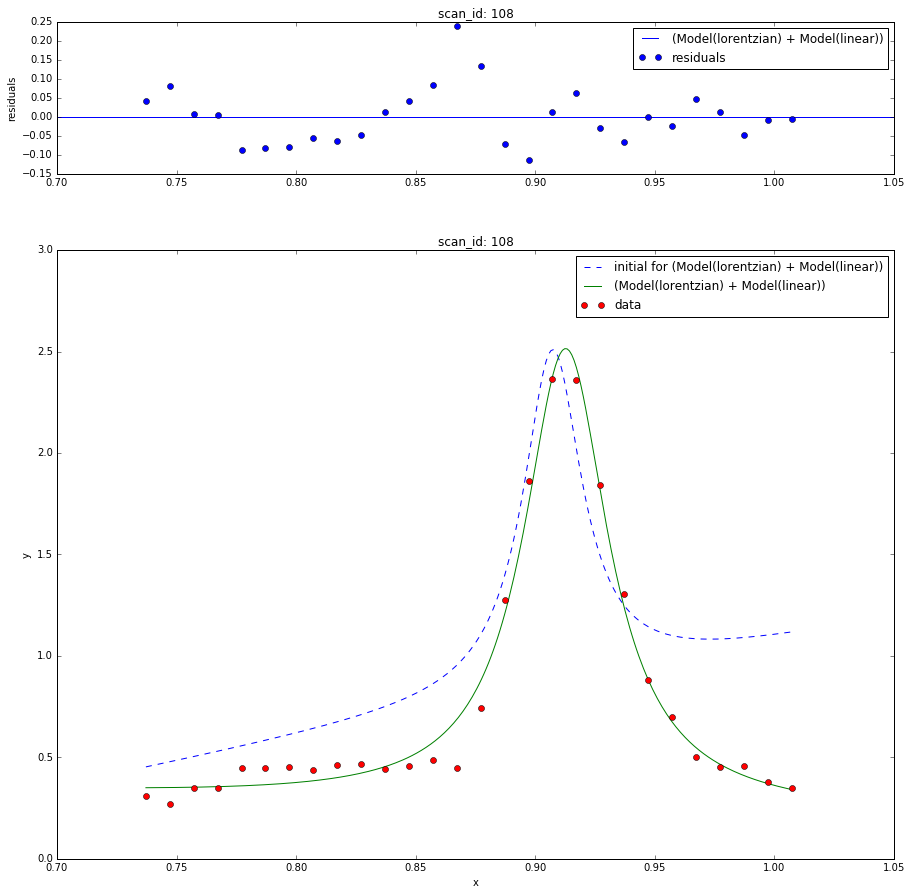 scan_id: 108
(Model(lorentzian) + Model(linear))
residuals
residuals
0.25
0.20
0.15
0.10
0.05
0.00
−0.05
−0.10
−0.15
0.70 0.75 0.80 0.85 0.90 0.95 1.00 1.05
scan_id: 108
initial for (Model(lorentzian) + Model(linear))
(Model(lorentzian) + Model(linear))
data
y
3.0
2.5
2.0
1.5
1.0
0.5
0.0
0.70 0.75 0.80 0.85 0.90 0.95 1.00 1.05
x